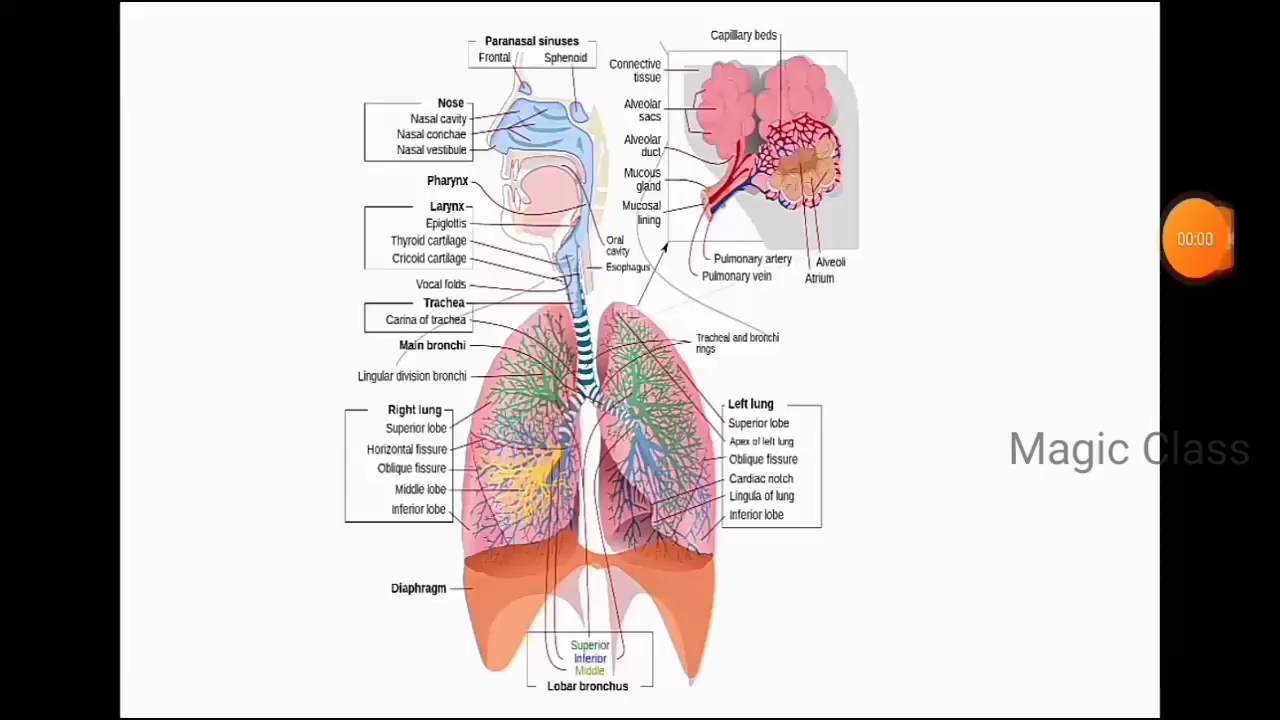 Paranasal sinuses
Frontal
Sphenoid
Nose
Nasal cavity
Nasal conchae
Nasal vestibule
Pharynx
Larynx
Epiglottis
Thyroid cartilage
Cricoid cartilage
Vocal folds
Trachea
Carina of trachea
Main bronchi
Lingular division bronchi
Right lung
Superior lobe
Horizontal fissure
Oblique fissure
Middle lobe
Inferior lobe
Diaphragm
Capillary beds
Connective
tissue
Alveolar
sacs
Alveolar
duct
Mucous
gland
Mucosal
lining
Oral
cavity
Esophagus
Pulmonary artery
Pulmonary vein
Alveoli
Atrium
Tracheal and bronchi
rings
Left lung
Superior lobe
Apex of left lung
Oblique fissure
Cardiac notch
Lingula of lung
Inferior lobe
Superior
Inferior
Middle
Lobar bronchus
00:00
Magic Class